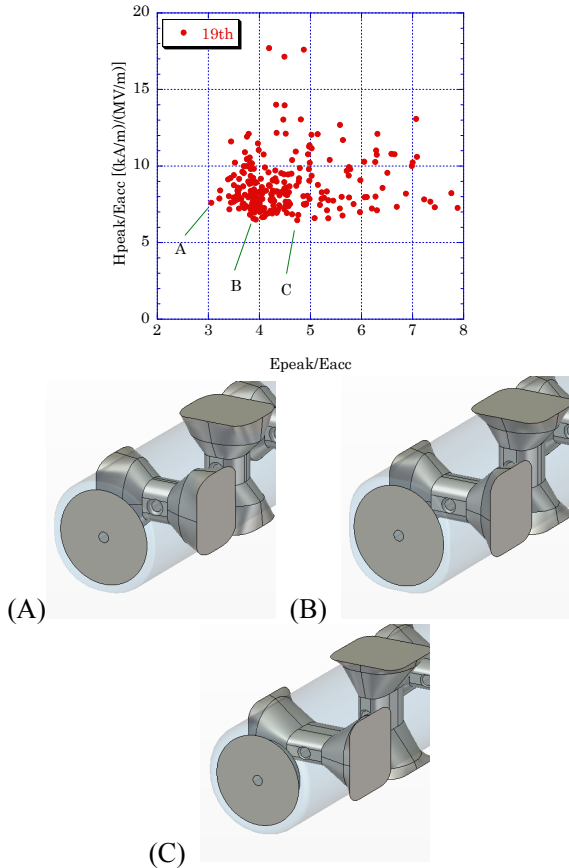 20
19th
15
10
5
0
Hpeak/Eacc [(kA/m)/(MV/m)]
A
B
C
2 3 4 5 6 7 8
Epeak/Eacc
(A)
(B)
(C)